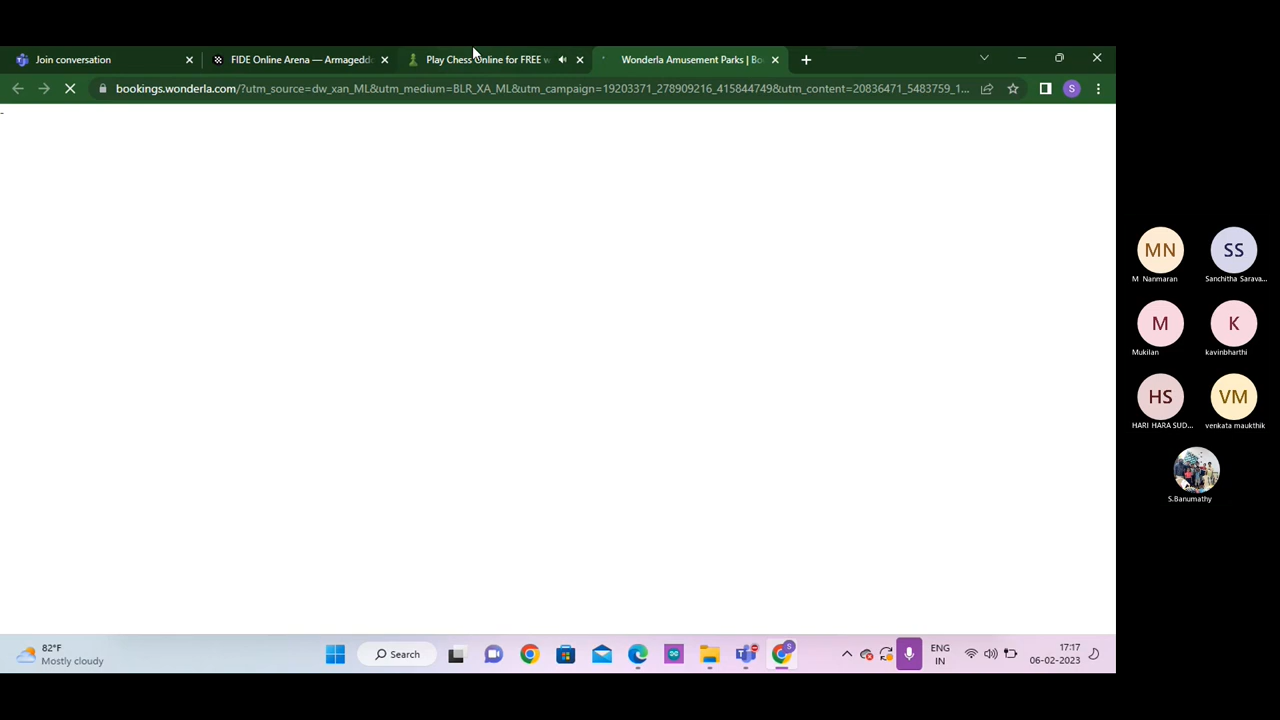 Join conversation
FIDE Online Arena — Armagedd
Play Chess Online for FREE w
Wonderla Amusement Parks | Bo
bookings.wonderla.com/?utm_source=dw_xan_ML&utm_medium=BLR_XA_ML&utm_campaign=19203371_278909216_415844749&utm_content=20836471_5483759_1...
S
-
MN
SS
M Nanmaran
Sanchitha Sarava...
M
K
Mukilan
kavinbharthi
HS
VM
HARI HARA SUD...
venkata maukthik
S.Banumathy
82°F
Mostly cloudy
Search
S
ENG
IN
17:17
06-02-2023